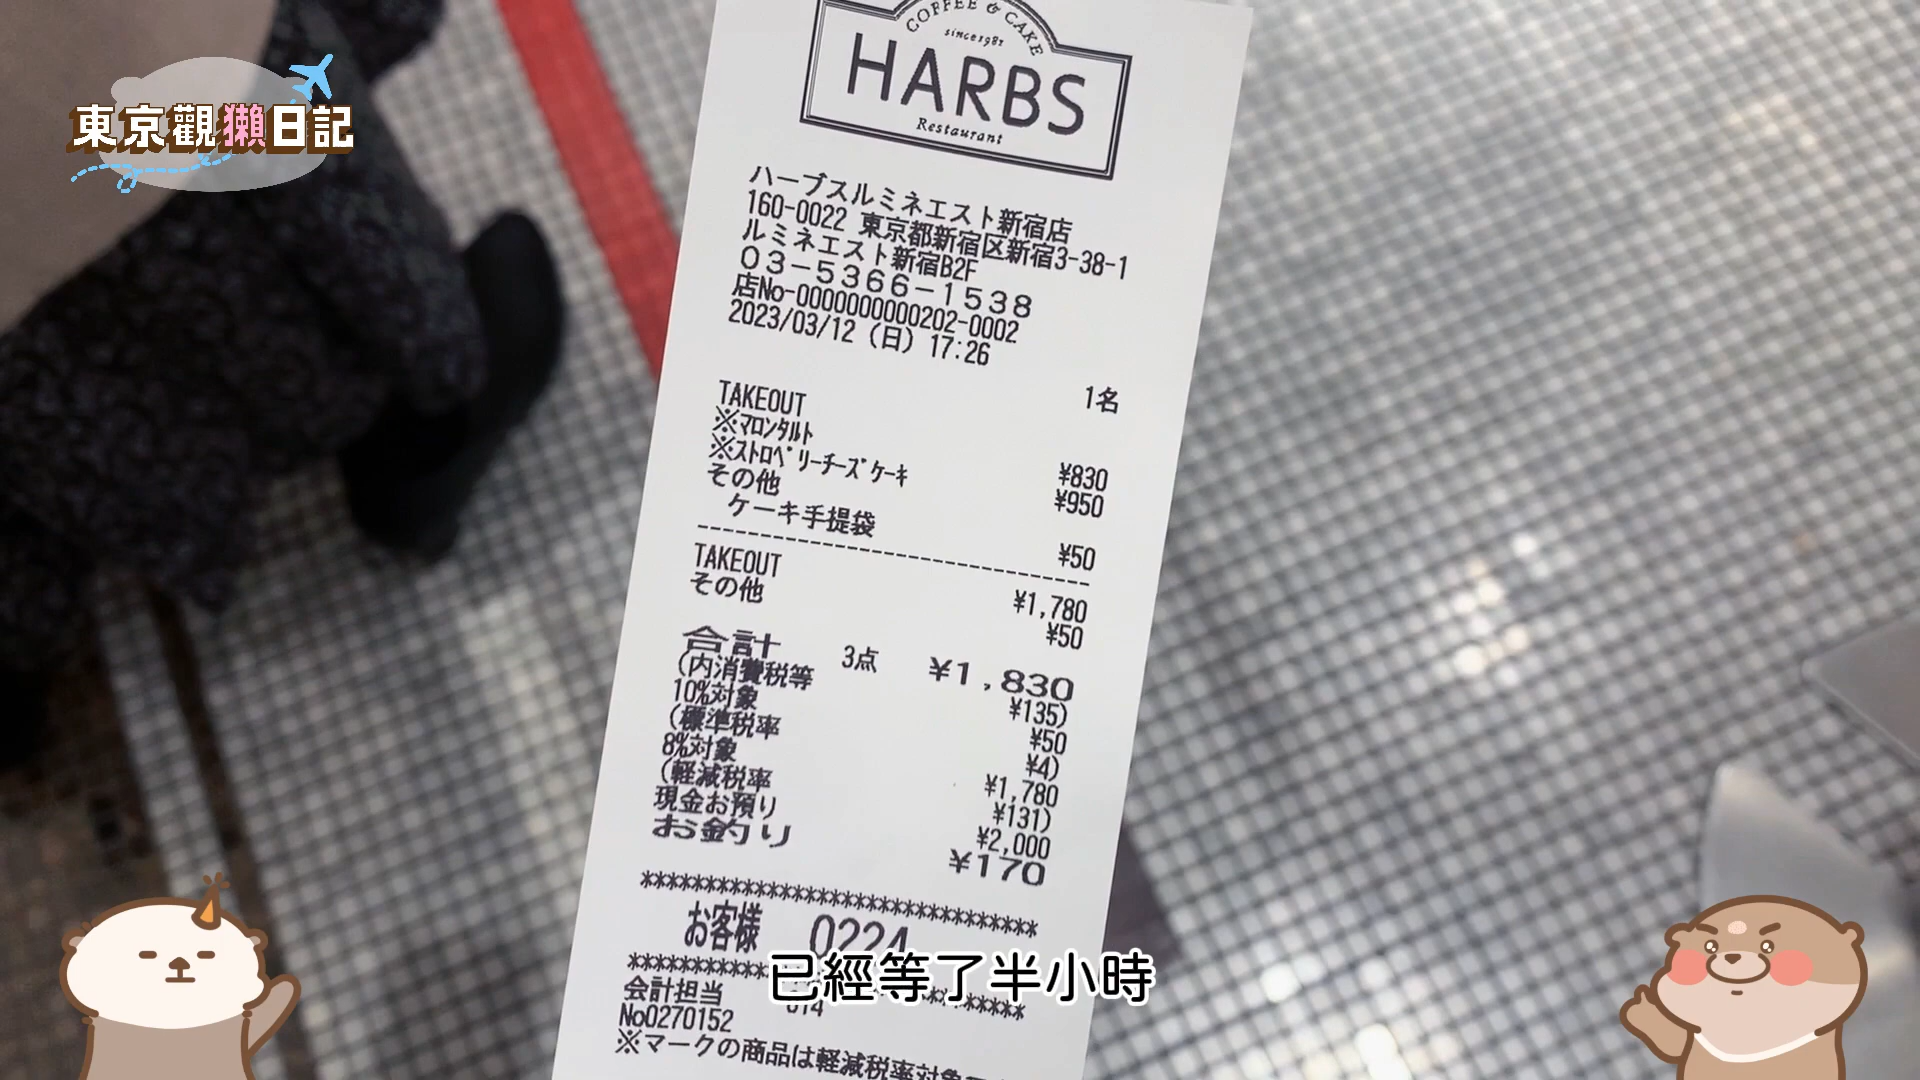 東京觀獺日記
COFFEE & CAKE
since1981
HARBS
Restaurant
ハーブスルミネエスト新宿店
160-0022 東京都新宿区新宿3-38-1
ルミネエスト新宿B2F
03-5366-1538
店No-0000000000202-0002
2023/03/12 (日) 17:26
1名
TAKEOUT
※マロンタルト ¥830
※ストロベリーチーズケーキ ¥950
その他
ケーキ手提袋 ¥50
TAKEOUT ¥1,780
その他 ¥50
合計 3点 ¥1,830
(内消費税等 ¥135)
10%対象 ¥50
(標準税率 ¥4)
8%対象 ¥1,780
(軽減税率 ¥131)
現金お預り ¥2,000
お釣り ¥170
************************************
お客様 0224
已經等了半小時
会計担当
No0270152
※マークの商品は軽減税率対象